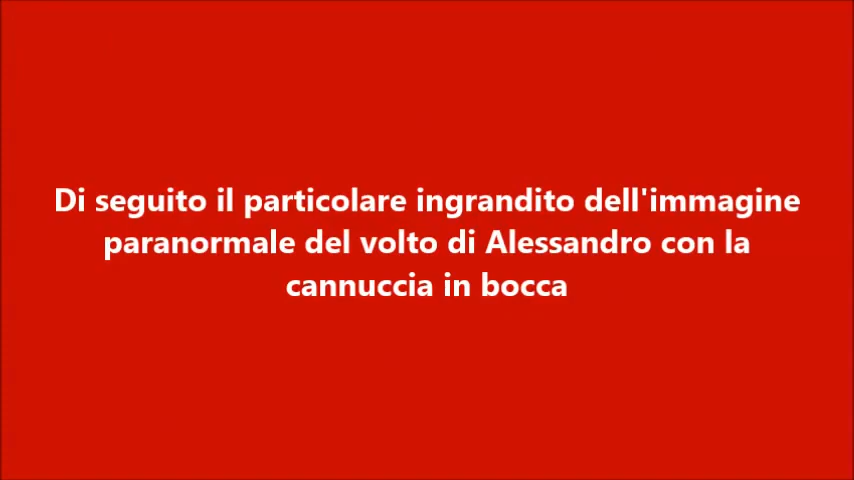 Di seguito il particolare ingrandito dell'immagine
paranormale del volto di Alessandro con la
cannuccia in bocca